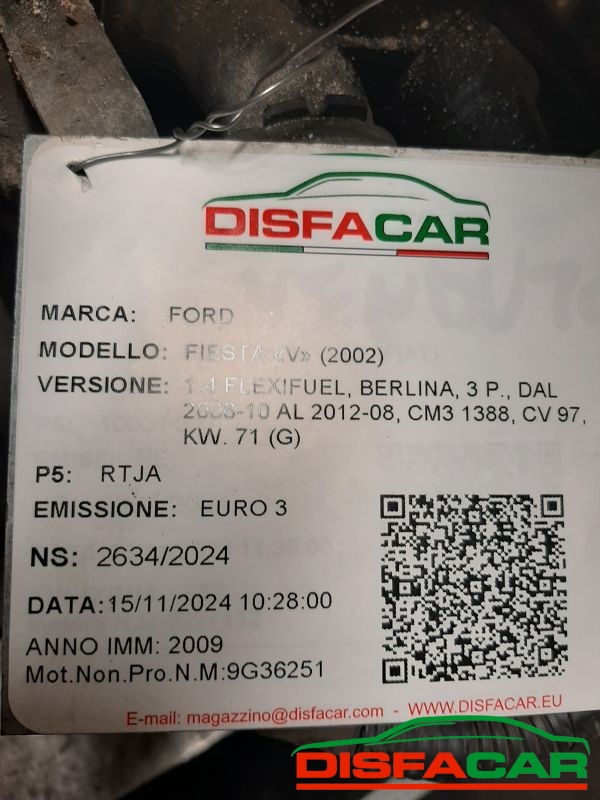 DISFACAR
MARCA: FORD
MODELLO: FIESTA «V» (2002)
VERSIONE: 1.4 FLEXIFUEL, BERLINA, 3 P., DAL
2008-10 AL 2012-08, CM3 1388, CV 97,
KW. 71 (G)
P5: RTJA
EMISSIONE: EURO 3
NS: 2634/2024
DATA:15/11/2024 10:28:00
ANNO IMM: 2009
Mot.Non.Pro.N.M:9G36251
E-mail: magazzino@disfacar.com - WWW.DISFACAR.EU
DISFACAR